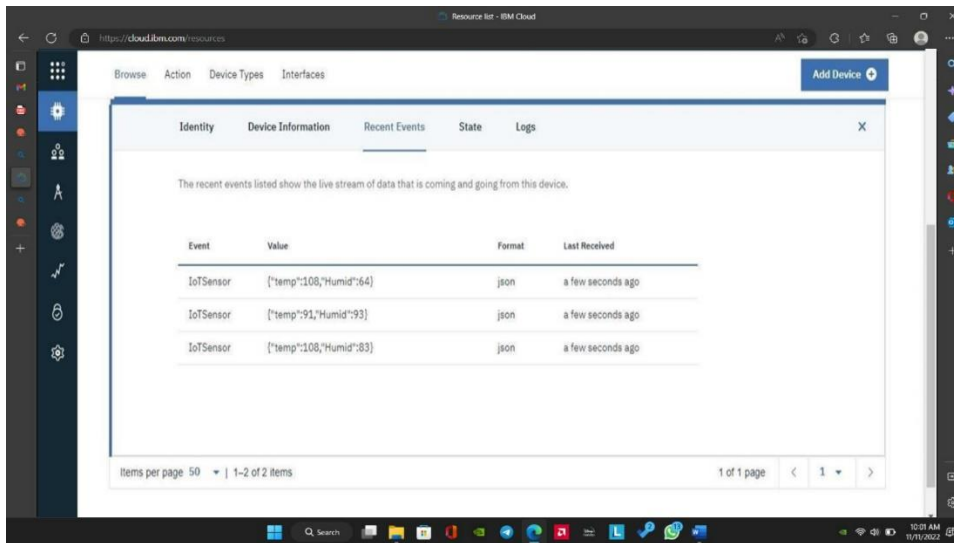 Resource list - IBM Cloud
https://cloud.ibm.com/resources
Browse Action Device Types Interfaces Add Device
Identity Device Information Recent Events State Logs X
The recent events listed show the live stream of data that is coming and going from this device.
Event Value Format Last Received
IoTSensor {"temp":108,"Humid":64} json a few seconds ago
IoTSensor {"temp":91,"Humid":93} json a few seconds ago
IoTSensor {"temp":108,"Humid":83} json a few seconds ago
Items per page 50 | 1–2 of 2 items 1 of 1 page 1
Search
10:01 AM
11/11/2022